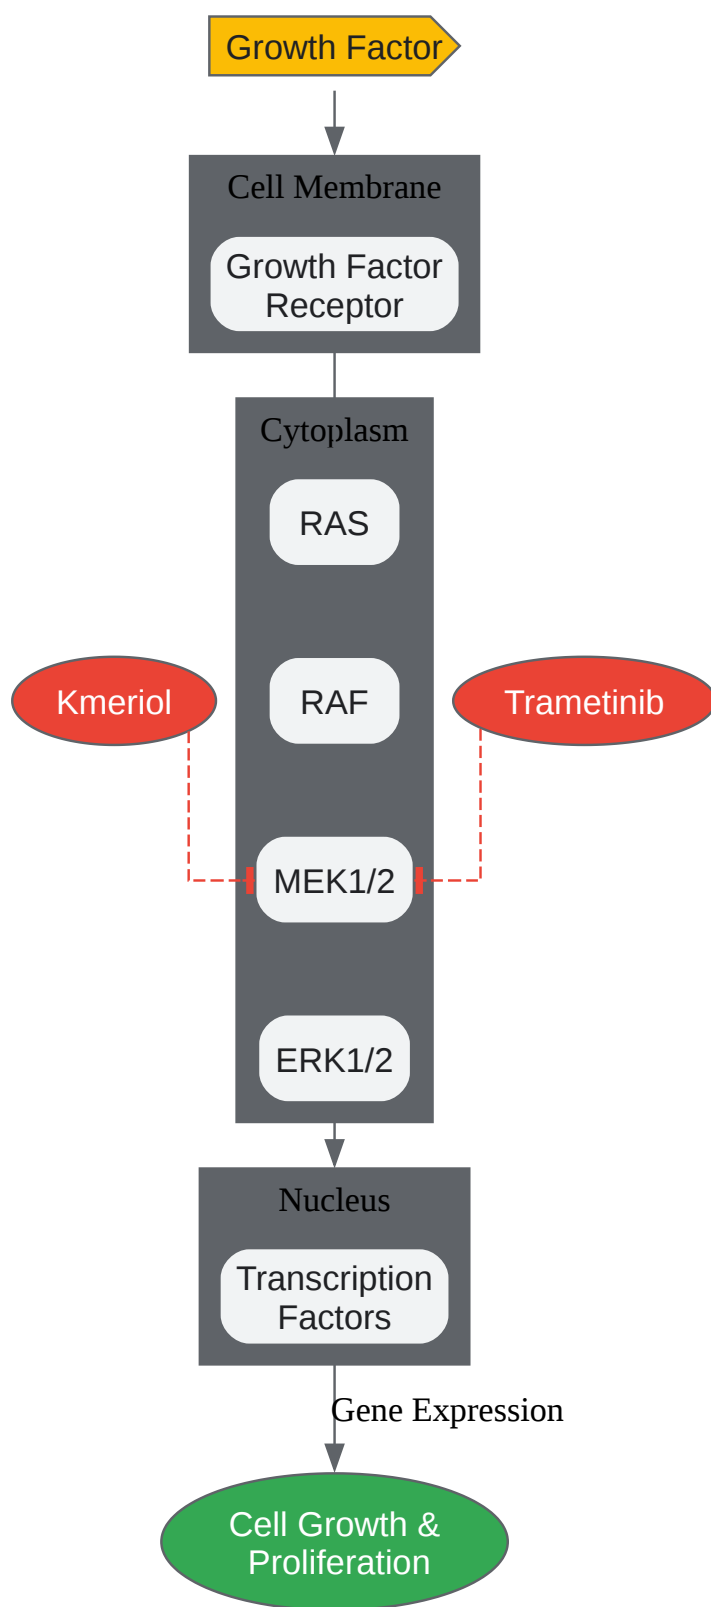 Growth Factor
Cell Membrane
Growth Factor
Receptor
Cytoplasm
RAS
Kmeriol
RAF
Trametinib
MEK1/2
ERK1/2
Nucleus
Transcription
Factors
Gene Expression
Cell Growth &
Proliferation